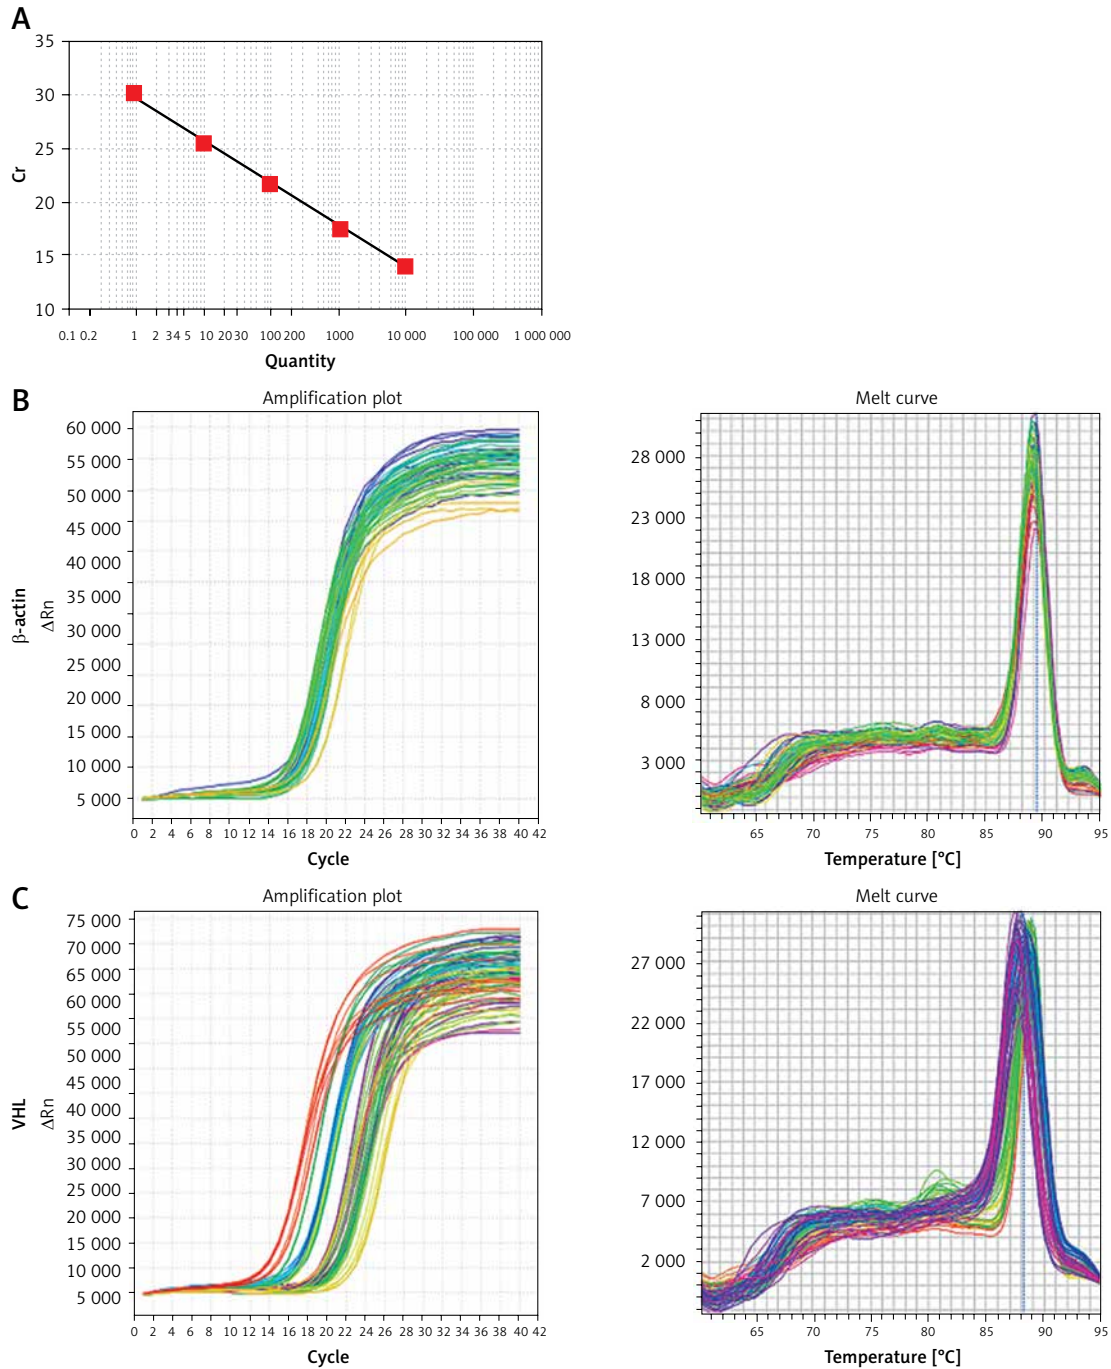 A
35
30
25
20
15
10
Cr
0.1 0.2 1 2 34 5 10 20 30 100 200 1000 10 000 100 000 1 000 000
Quantity
B
Amplification plot
60 000
55 000
50 000
45 000
40 000
35 000
30 000
25 000
20 000
15 000
10 000
5 000
β-actin
ΔRn
0 2 4 6 8 10 12 14 16 18 20 22 24 26 28 30 32 34 36 38 40 42
Cycle
Melt curve
28 000
23 000
18 000
13 000
8 000
3 000
65 70 75 80 85 90 95
Temperature [°C]
C
Amplification plot
75 000
70 000
65 000
60 000
55 000
50 000
45 000
40 000
35 000
30 000
25 000
20 000
15 000
10 000
5 000
VHL
ΔRn
0 2 4 6 8 10 12 14 16 18 20 22 24 26 28 30 32 34 36 38 40 42
Cycle
Melt curve
27 000
22 000
17 000
12 000
7 000
2 000
65 70 75 80 85 90 95
Temperature [°C]